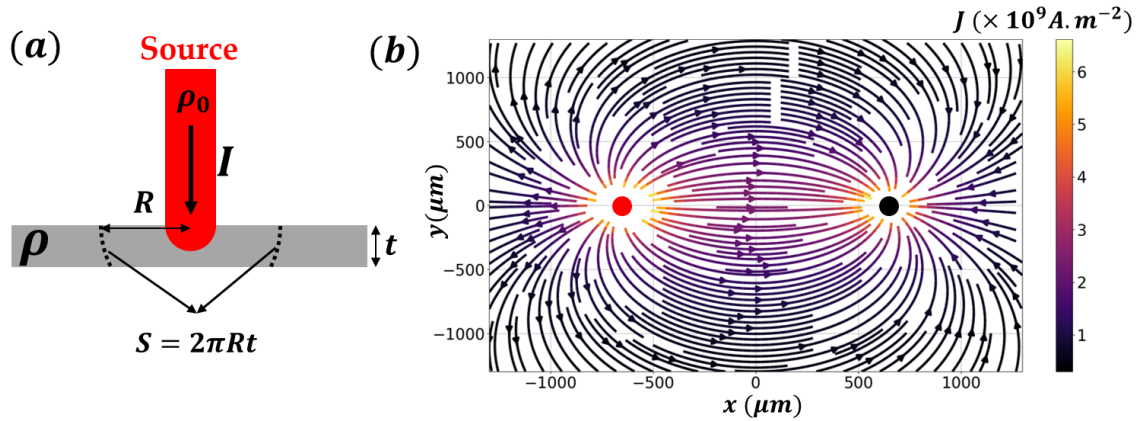 (a)
Source
ρ₀
I
R
ρ
t
S = 2πRt
(b)
J (× 10⁹A.m⁻²)
1000
500
0
−500
−1000
y(μm)
−1000
−500
0
500
1000
x (μm)
6
5
4
3
2
1